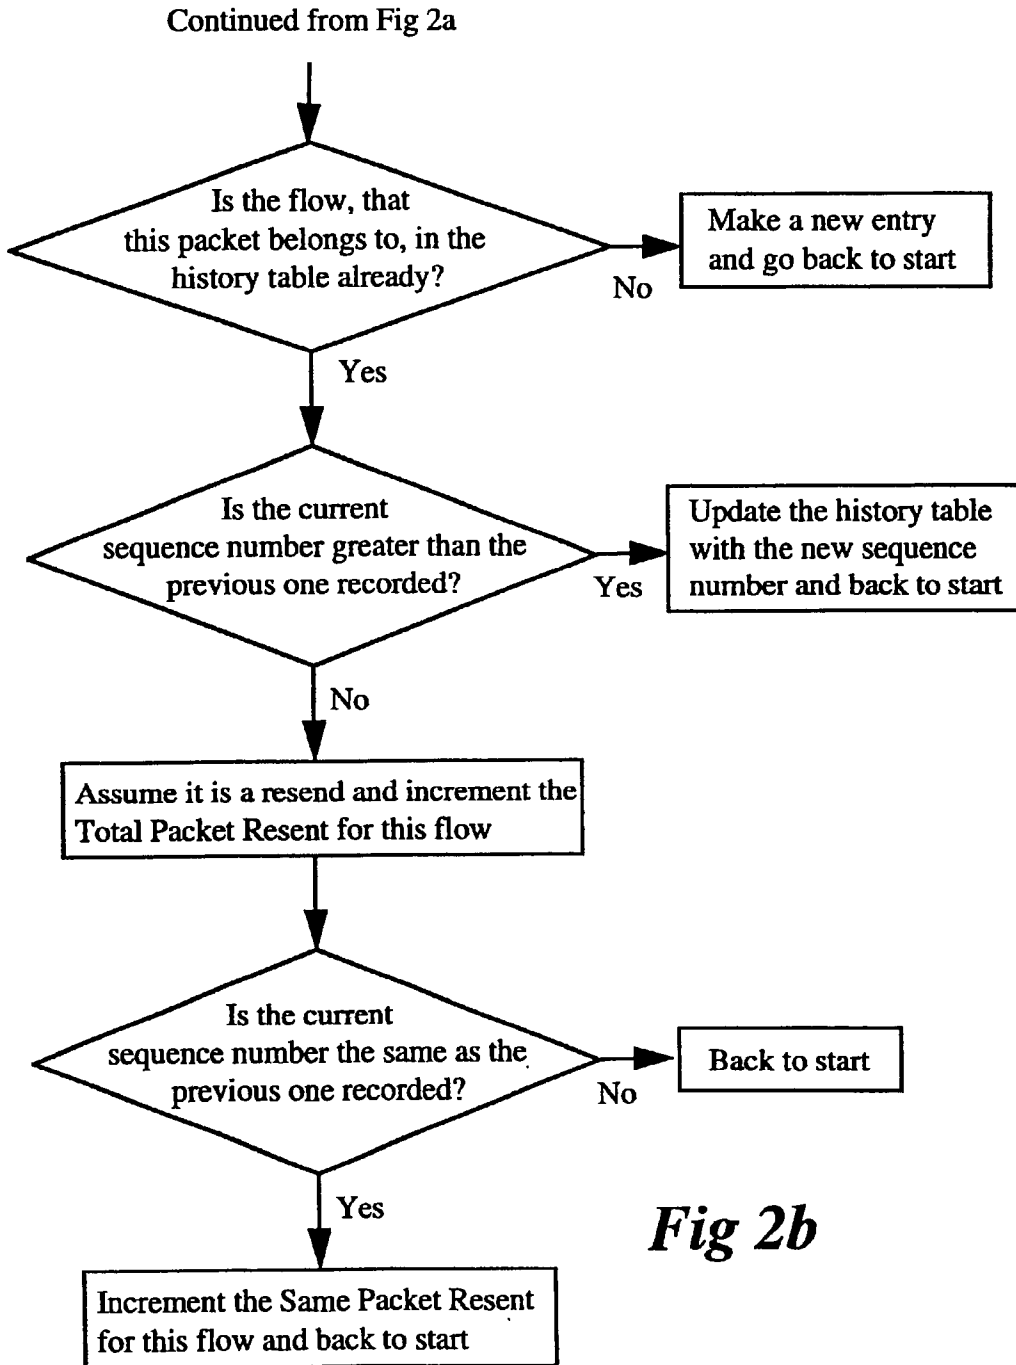 Continued from Fig 2a
Is the flow, that
this packet belongs to, in the
history table already?
Make a new entry
and go back to start
No
Yes
Is the current
sequence number greater than the
previous one recorded?
Update the history table
with the new sequence
number and back to start
Yes
No
Assume it is a resend and increment the
Total Packet Resent for this flow
Is the current
sequence number the same as the
previous one recorded?
Back to start
No
Yes
Fig 2b
Increment the Same Packet Resent
for this flow and back to start